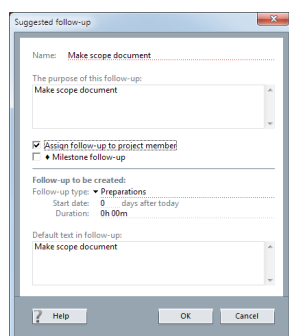 Suggested follow-up
Name: Make scope document
The purpose of this follow-up:
Make scope document
Assign follow-up to project member
♦ Milestone follow-up
Follow-up to be created:
Follow-up type: ▾ Preparations
Start date: 0 days after today
Duration: 0h 00m
Default text in follow-up:
Make scope document
? Help OK Cancel